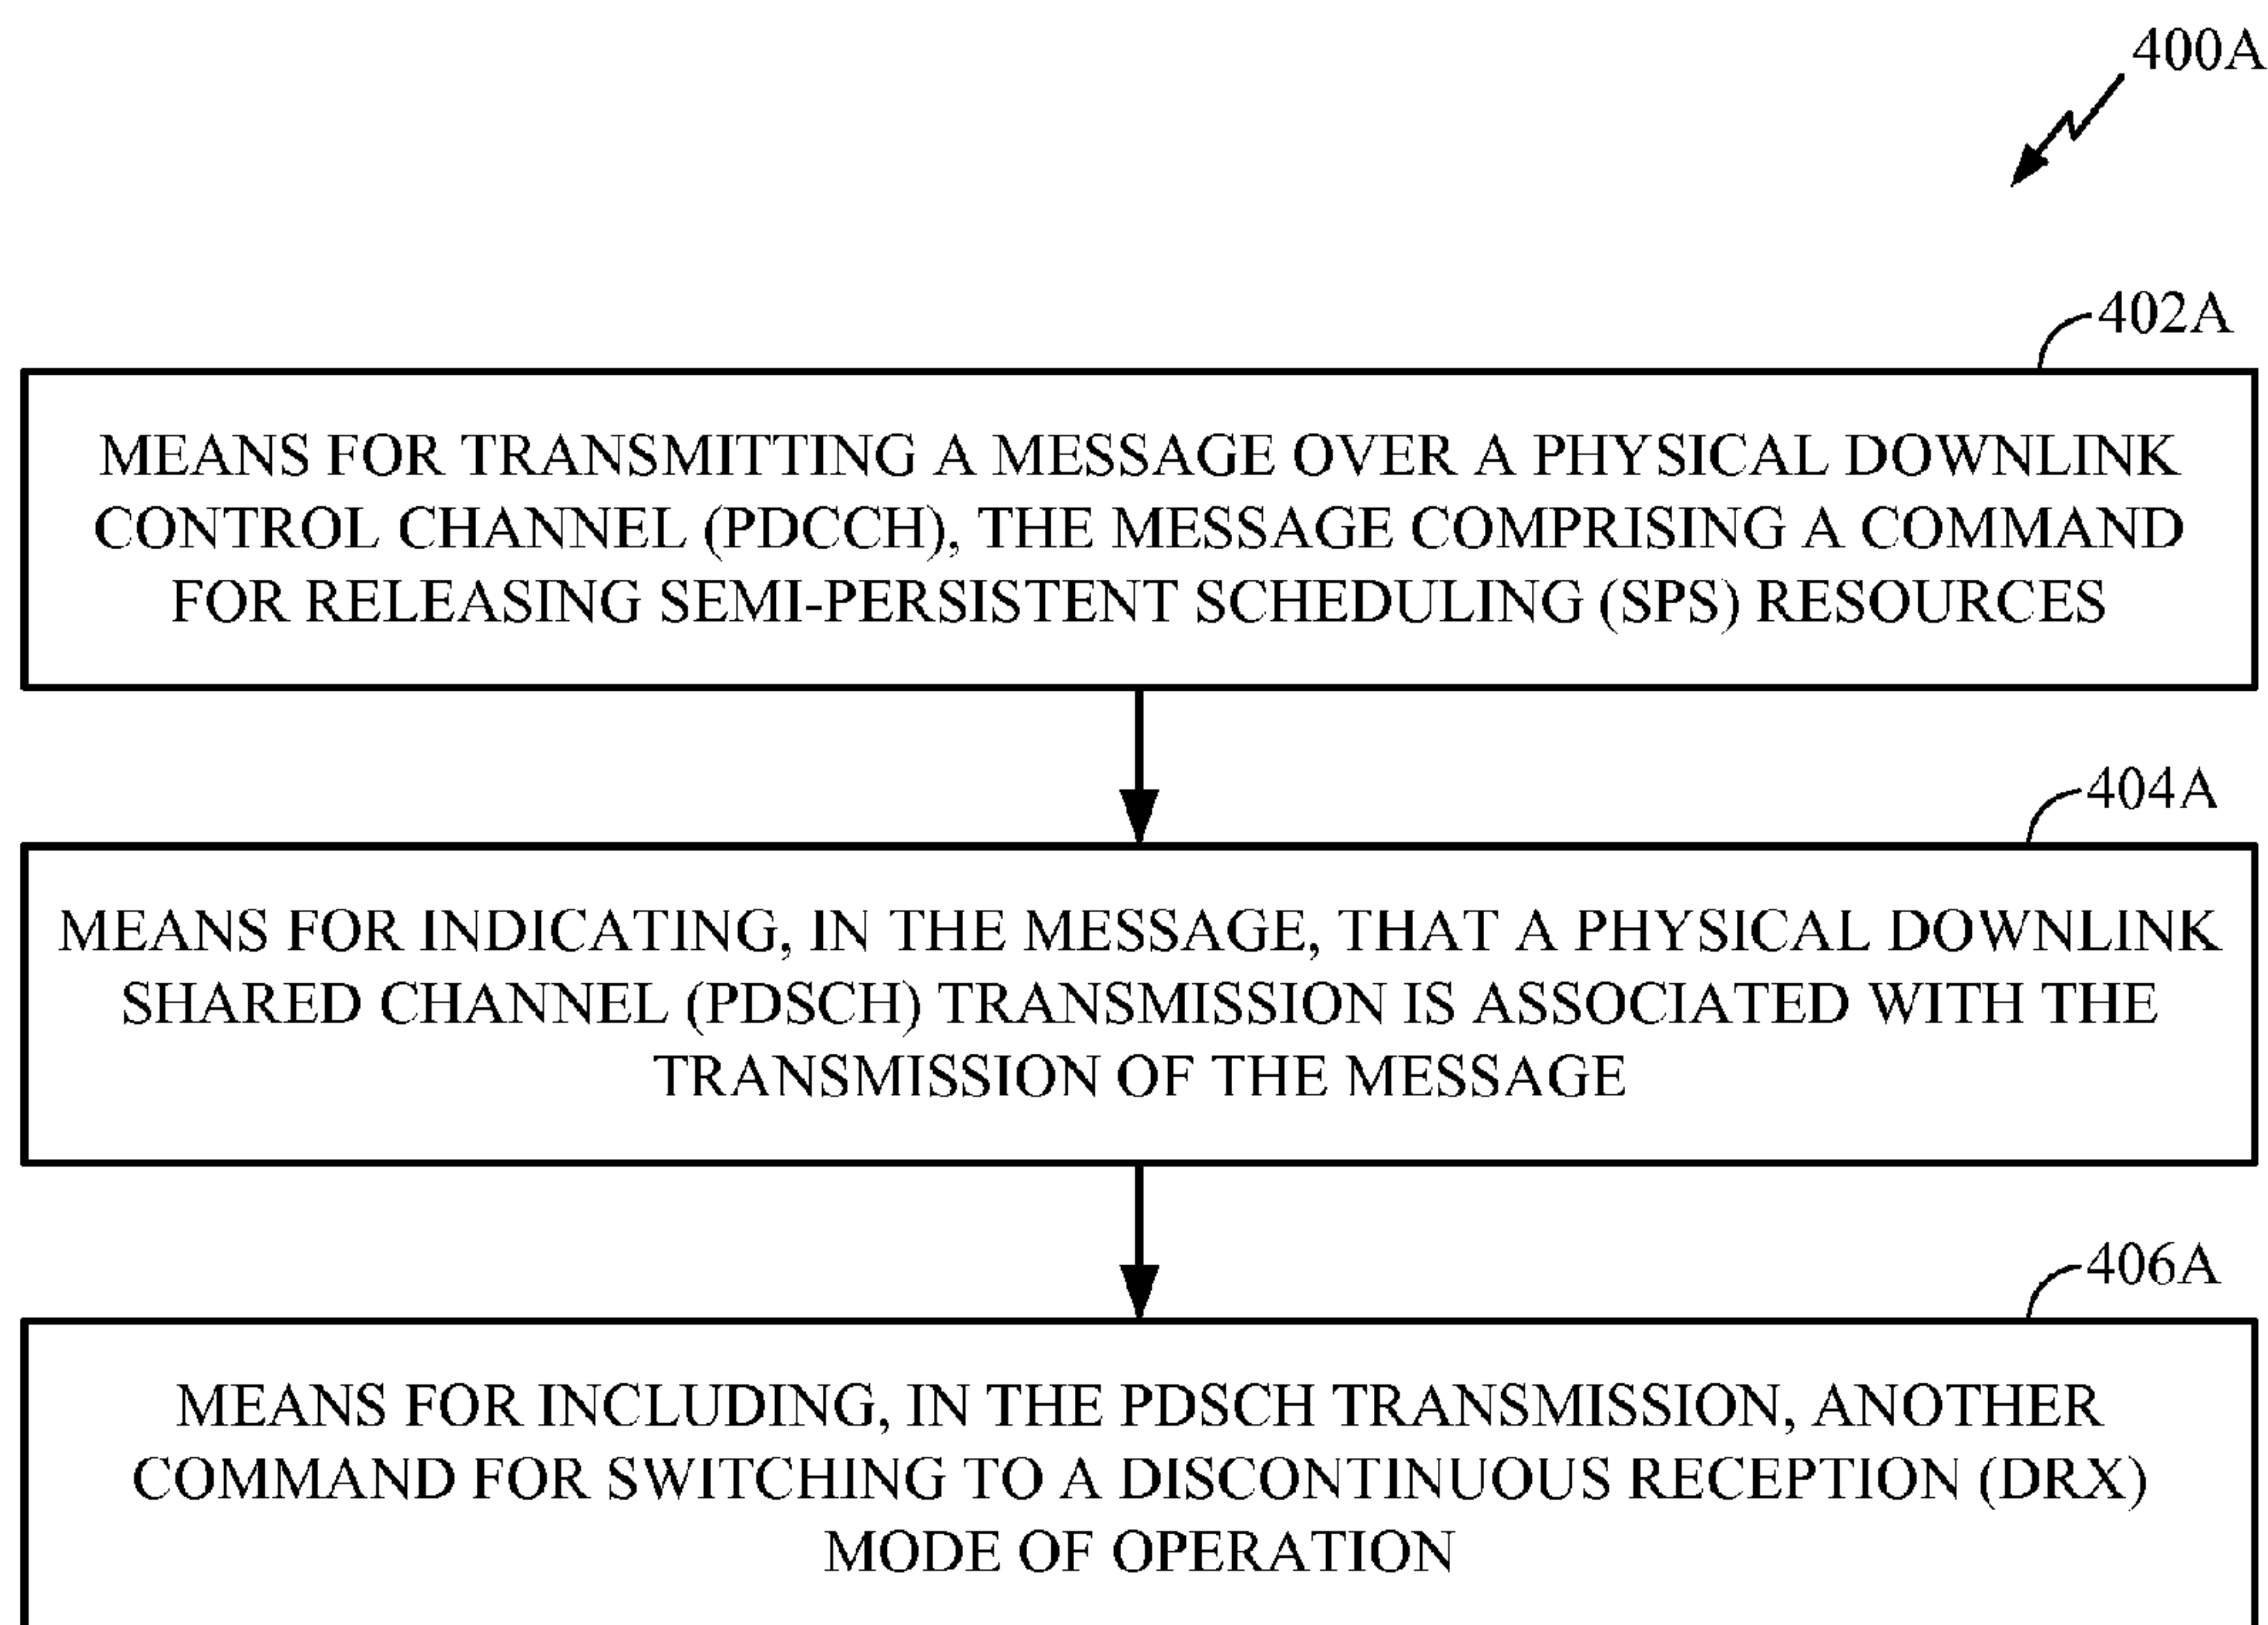 400A
402A
MEANS FOR TRANSMITTING A MESSAGE OVER A PHYSICAL DOWNLINK
CONTROL CHANNEL (PDCCH), THE MESSAGE COMPRISING A COMMAND
FOR RELEASING SEMI-PERSISTENT SCHEDULING (SPS) RESOURCES
404A
MEANS FOR INDICATING, IN THE MESSAGE, THAT A PHYSICAL DOWNLINK
SHARED CHANNEL (PDSCH) TRANSMISSION IS ASSOCIATED WITH THE
TRANSMISSION OF THE MESSAGE
406A
MEANS FOR INCLUDING, IN THE PDSCH TRANSMISSION, ANOTHER
COMMAND FOR SWITCHING TO A DISCONTINUOUS RECEPTION (DRX)
MODE OF OPERATION